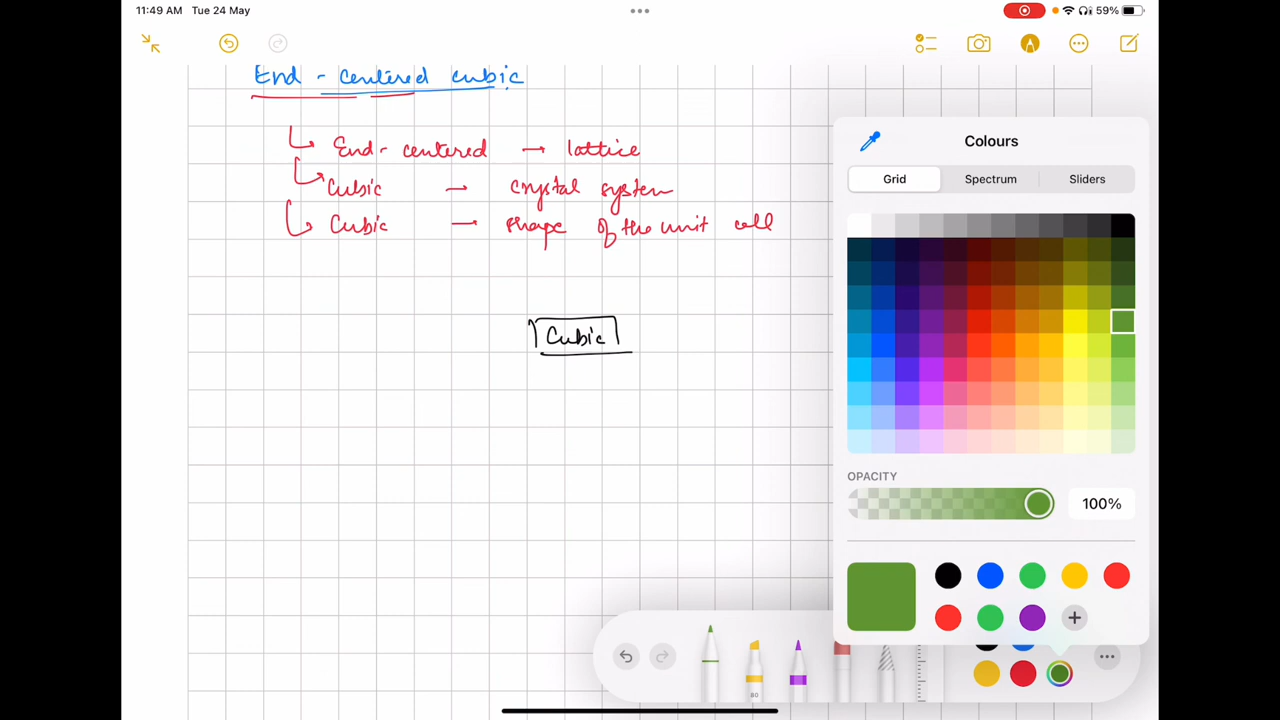 11:49 AM Tue 24 May
59%
End - centered cubic
End - centered → lattice
Cubic → crystal system
Cubic → shape of the unit cell
Cubic
Colours
Grid Spectrum Sliders
OPACITY
100%
80